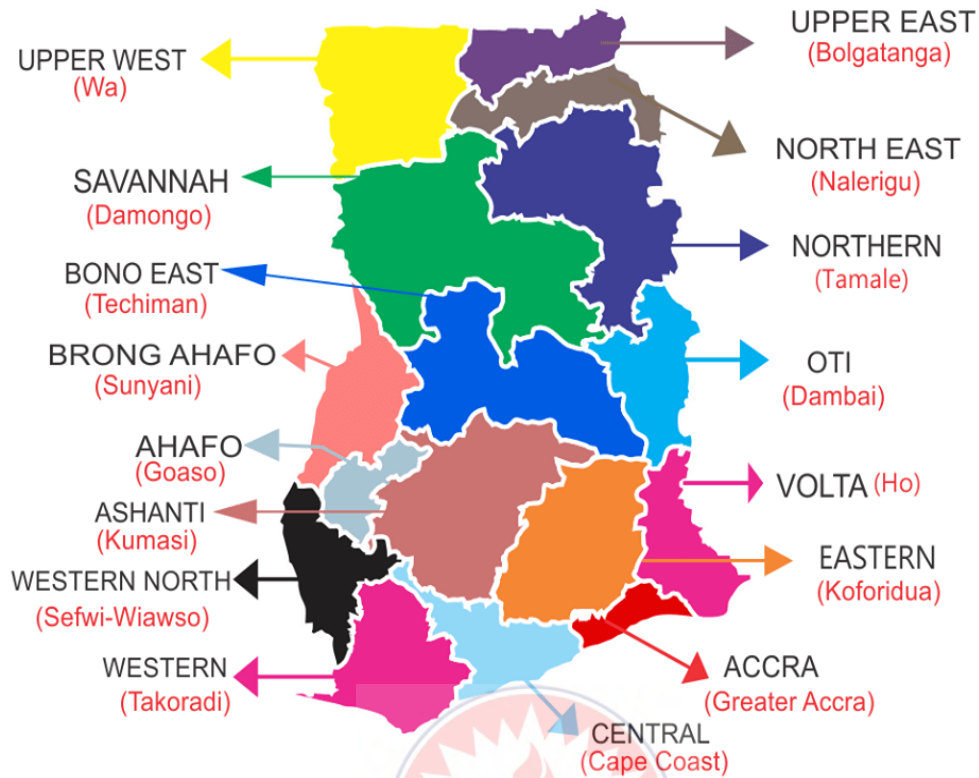 UPPER WEST
(Wa)
UPPER EAST
(Bolgatanga)
NORTH EAST
(Nalerigu)
SAVANNAH
(Damongo)
NORTHERN
(Tamale)
BONO EAST
(Techiman)
BRONG AHAFO
(Sunyani)
OTI
(Dambai)
AHAFO
(Goaso)
VOLTA (Ho)
ASHANTI
(Kumasi)
EASTERN
(Koforidua)
WESTERN NORTH
(Sefwi-Wiawso)
WESTERN
(Takoradi)
ACCRA
(Greater Accra)
CENTRAL
(Cape Coast)